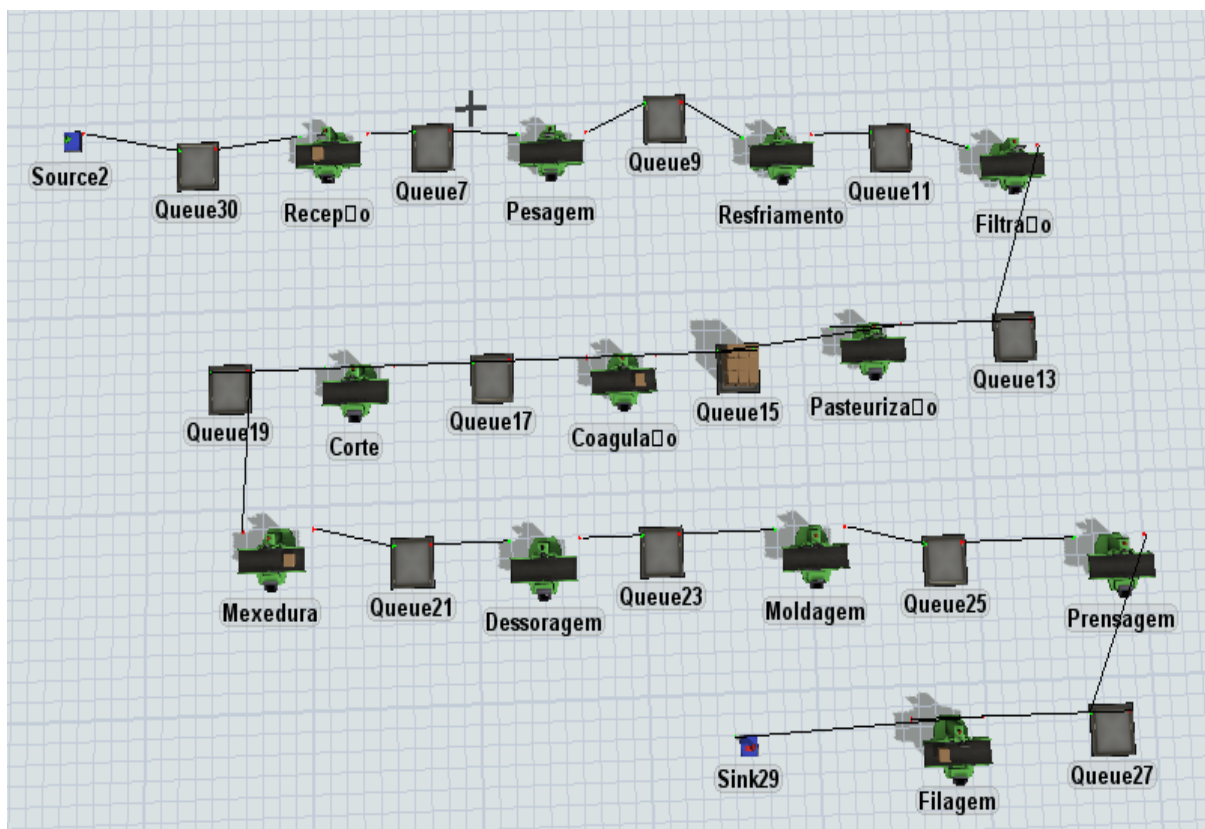 Source2
Queue30
Recep□o
Queue7
Pesagem
Queue9
Resfriamento
Queue11
Filtra□o
Queue19
Corte
Queue17
Coagula□o
Queue15
Pasteuriza□o
Queue13
Mexedura
Queue21
Dessoragem
Queue23
Moldagem
Queue25
Prensagem
Sink29
Filagem
Queue27